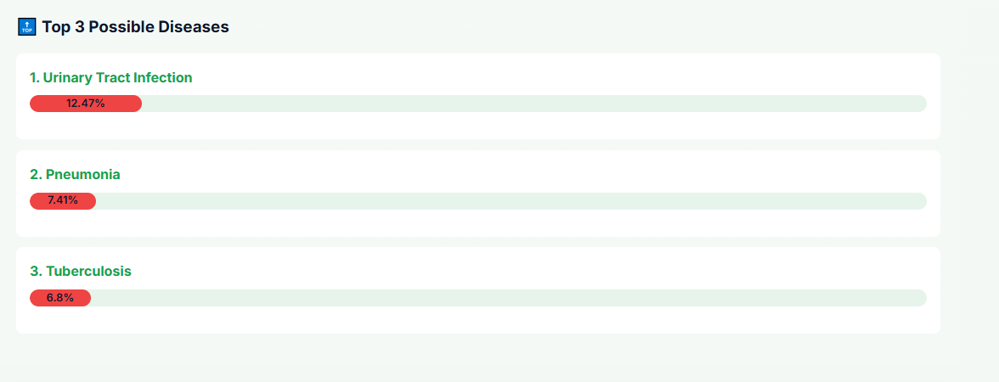 TOP
Top 3 Possible Diseases
1. Urinary Tract Infection
12.47%
2. Pneumonia
7.41%
3. Tuberculosis
6.8%